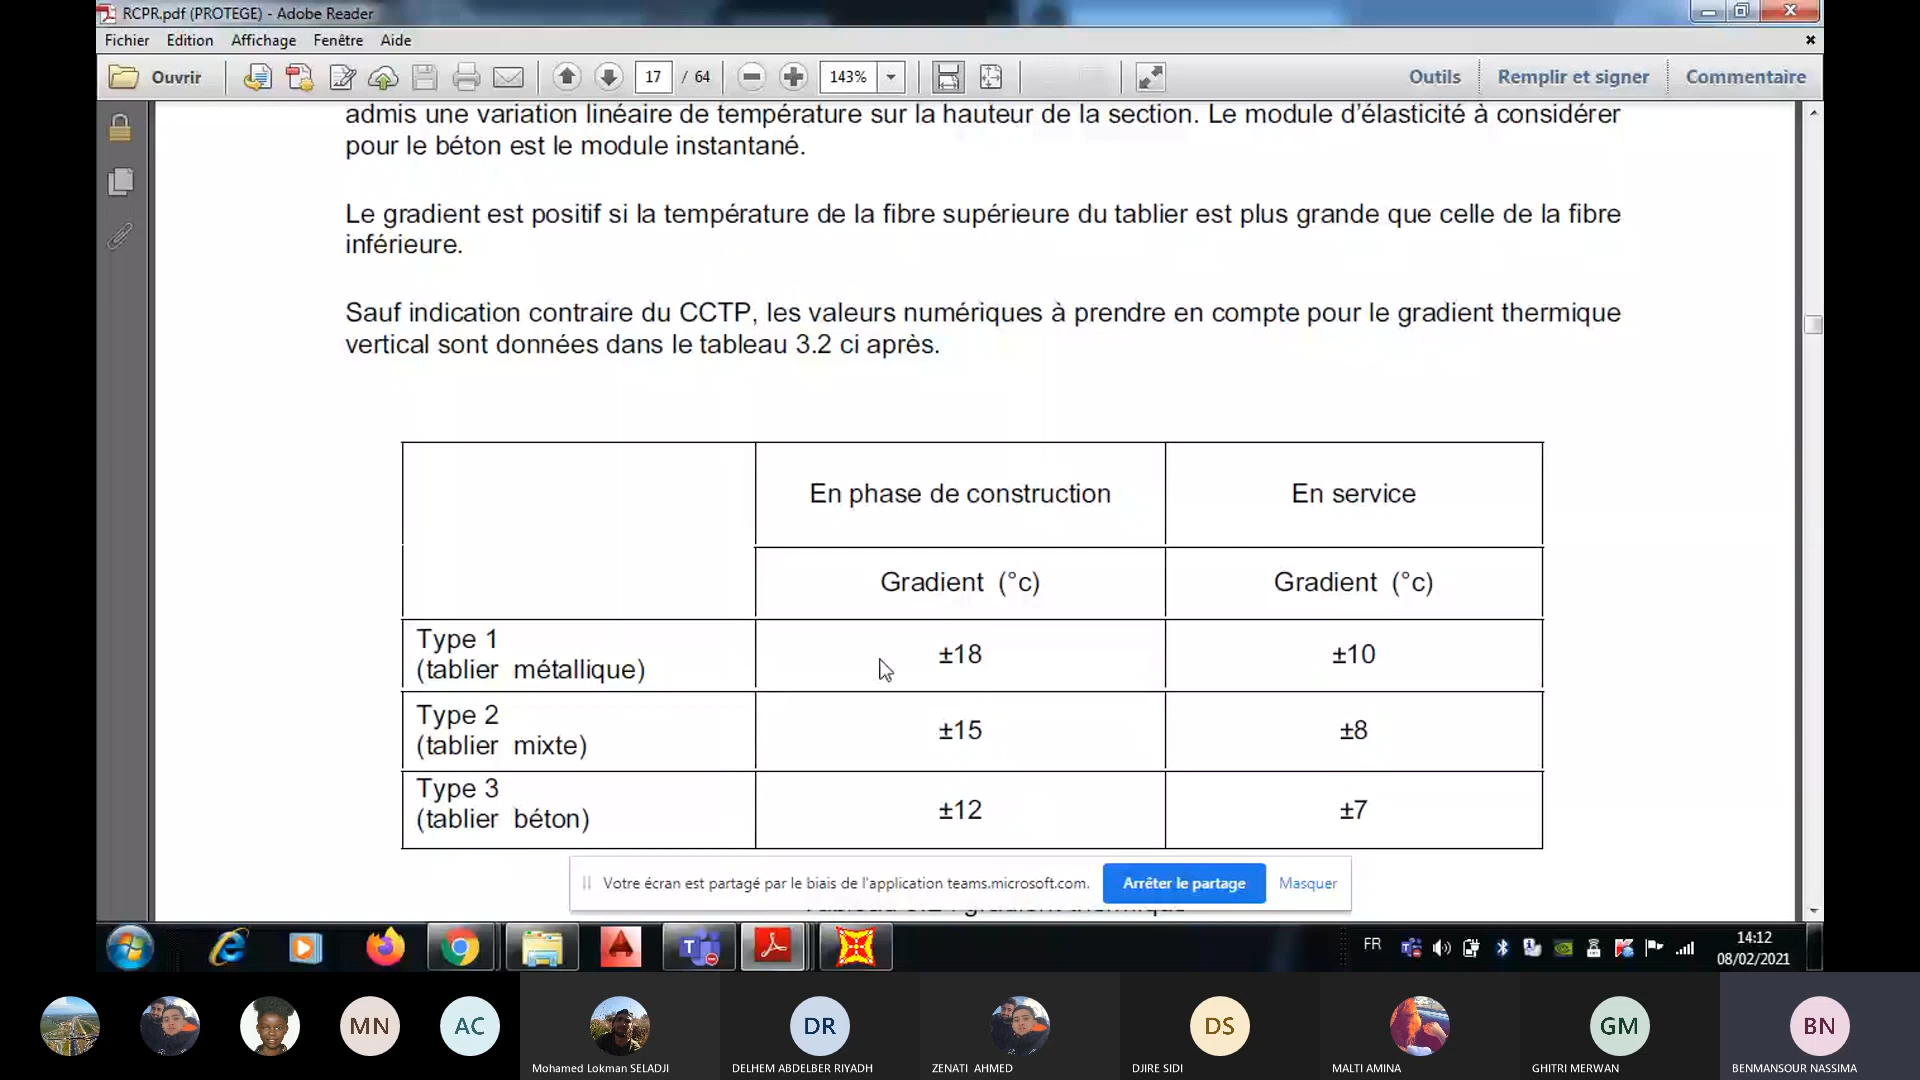 RCPR.pdf (PROTEGE) - Adobe Reader
Fichier Edition Affichage Fenêtre Aide
Ouvrir 17 / 64 143% Outils Remplir et signer Commentaire
admis une variation linéaire de température sur la hauteur de la section. Le module d'élasticité à considérer
pour le béton est le module instantané.
Le gradient est positif si la température de la fibre supérieure du tablier est plus grande que celle de la fibre
inférieure.
Sauf indication contraire du CCTP, les valeurs numériques à prendre en compte pour le gradient thermique
vertical sont données dans le tableau 3.2 ci après.
En phase de construction En service
Gradient (°c) Gradient (°c)
Type 1
(tablier métallique) ±18 ±10
Type 2
(tablier mixte) ±15 ±8
Type 3
(tablier béton) ±12 ±7
Votre écran est partagé par le biais de l'application teams.microsoft.com. Arrêter le partage Masquer
FR 14:12
08/02/2021
MN AC DR DS GM BN
Mohamed Lokman SELADJI DELHEM ABDELBER RIYADH ZENATI AHMED DJIRE SIDI MALTI AMINA GHITRI MERWAN BENMANSOUR NASSIMA